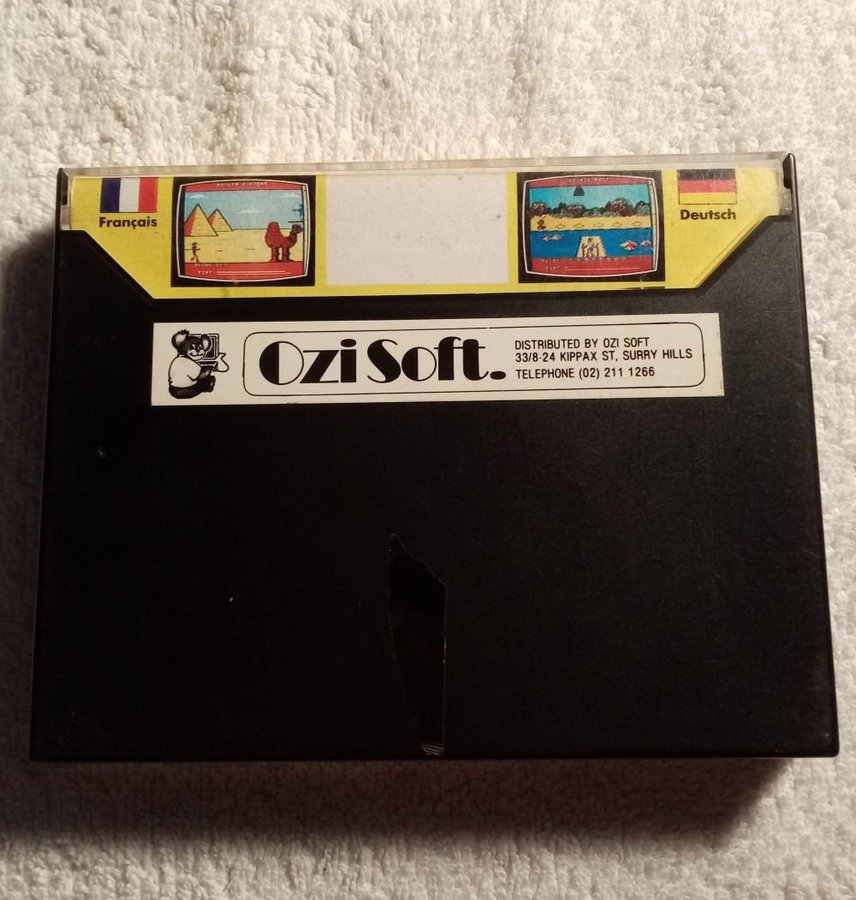 Français
Deutsch
Ozi Soft.
DISTRIBUTED BY OZI SOFT
33/8-24 KIPPAX ST, SURRY HILLS
TELEPHONE (02) 211 1266